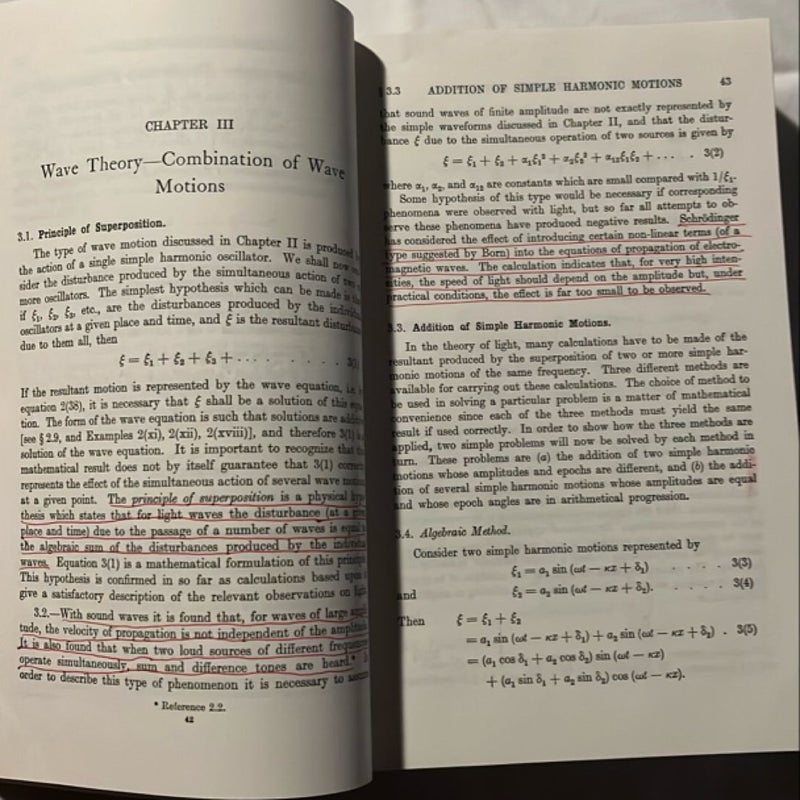 CHAPTER III
Wave Theory—Combination of Wave
Motions
3.1. Principle of Superposition.
The type of wave motion discussed in Chapter II is produced
the action of a single simple harmonic oscillator. We shall now
sider the disturbance produced by the simultaneous action of
more oscillators. The simplest hypothesis which can be made
if ξ₁, ξ₂, ξ₃, etc., are the disturbances produced by the
oscillators at a given place and time, and ξ is the resultant
due to them all, then
ξ = ξ₁ + ξ₂ + ξ₃ + . . . . . . . .
If the resultant motion is represented by the wave equation,
equation 2(38), it is necessary that ξ shall be a solution of this
tion. The form of the wave equation is such that solutions are
[see § 2.9, and Examples 2(xi), 2(xii), 2(xviii)], and therefore 3(1)
solution of the wave equation. It is important to recognize
mathematical result does not by itself guarantee that 3(1)
represents the effect of the simultaneous action of several wave
at a given point. The principle of superposition is a physical
thesis which states that for light waves the disturbance (at a
place and time) due to the passage of a number of waves is
the algebraic sum of the disturbances produced by the
waves. Equation 3(1) is a mathematical formulation of this
This hypothesis is confirmed in so far as calculations based
give a satisfactory description of the relevant observations on
3.2.—With sound waves it is found that, for waves of large
tude, the velocity of propagation is not independent of the
It is also found that when two loud sources of different
operate simultaneously, sum and difference tones are heard.*
order to describe this type of phenomenon it is necessary to
* Reference 2.2.
42
3.3 ADDITION OF SIMPLE HARMONIC MOTIONS 43
that sound waves of finite amplitude are not exactly represented by
the simple waveforms discussed in Chapter II, and that the distur-
bance ξ due to the simultaneous operation of two sources is given by
ξ = ξ₁ + ξ₂ + α₁ξ₁² + α₂ξ₂² + α₁₂ξ₁ξ₂ + . . . . 3(2)
where α₁, α₂, and α₁₂ are constants which are small compared with 1/ξ₁.
Some hypothesis of this type would be necessary if corresponding
phenomena were observed with light, but so far all attempts to ob-
serve these phenomena have produced negative results. Schrödinger
has considered the effect of introducing certain non-linear terms (of a
type suggested by Born) into the equations of propagation of electro-
magnetic waves. The calculation indicates that, for very high inten-
sities, the speed of light should depend on the amplitude but, under
practical conditions, the effect is far too small to be observed.
3.3. Addition of Simple Harmonic Motions.
In the theory of light, many calculations have to be made of the
resultant produced by the superposition of two or more simple har-
monic motions of the same frequency. Three different methods are
available for carrying out these calculations. The choice of method to
be used in solving a particular problem is a matter of mathematical
convenience since each of the three methods must yield the same
result if used correctly. In order to show how the three methods are
applied, two simple problems will now be solved by each method in
turn. These problems are (a) the addition of two simple harmonic
motions whose amplitudes and epochs are different, and (b) the addi-
tion of several simple harmonic motions whose amplitudes are equal
and whose epoch angles are in arithmetical progression.
3.4. Algebraic Method.
Consider two simple harmonic motions represented by
ξ₁ = a₁ sin (ωt − κx + δ₁) . . . . 3(3)
and ξ₂ = a₂ sin (ωt − κx + δ₂). . . . . 3(4)
Then ξ = ξ₁ + ξ₂
= a₁ sin (ωt − κx + δ₁) + a₂ sin (ωt − κx + δ₂) . 3(5)
= (a₁ cos δ₁ + a₂ cos δ₂) sin (ωt − κx)
+ (a₁ sin δ₁ + a₂ sin δ₂) cos (ωt − κx).